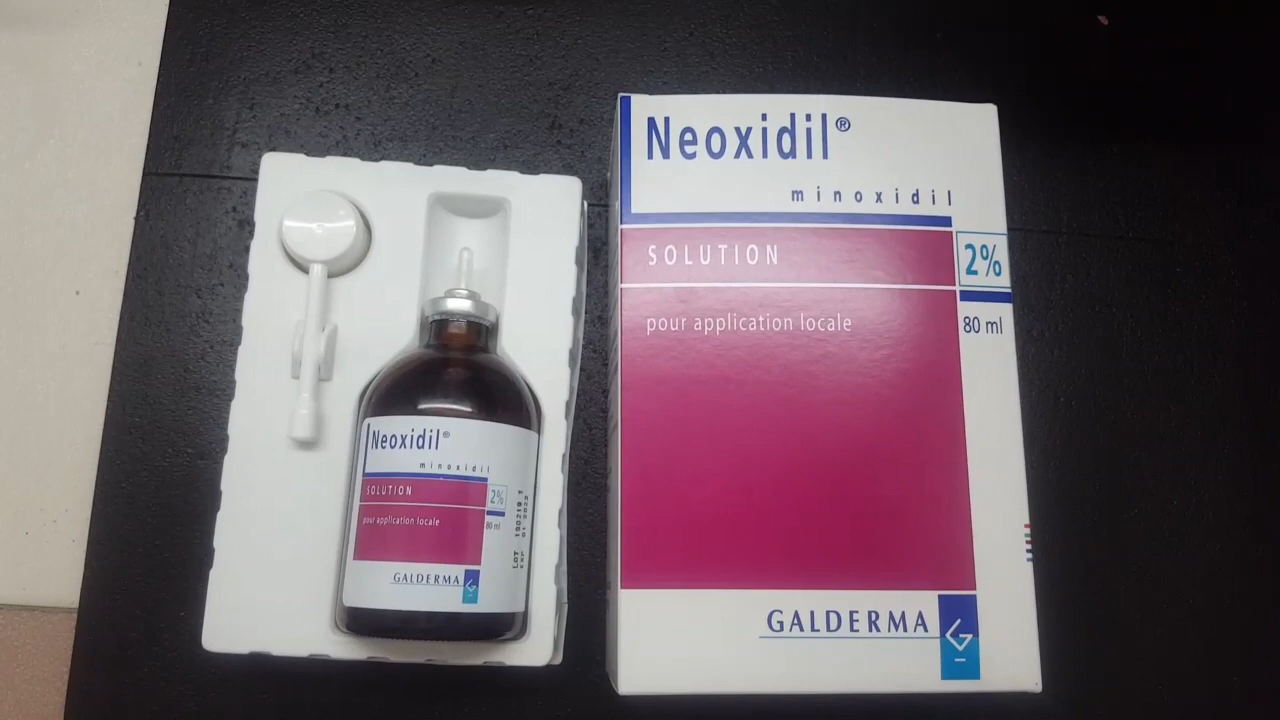 Neoxidil®
minoxidil
SOLUTION
2%
pour application locale
80 ml
GALDERMA
Neoxidil®
minoxidil
SOLUTION
2%
pour application locale
80 ml
GALDERMA